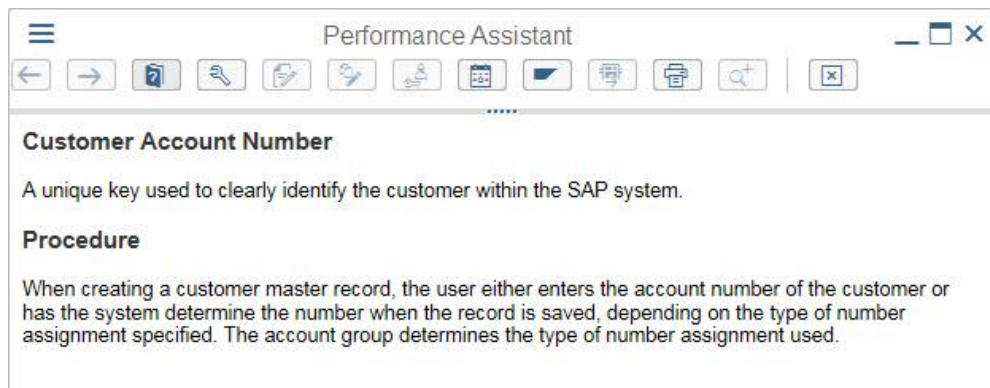 Performance Assistant
Customer Account Number
A unique key used to clearly identify the customer within the SAP system.
Procedure
When creating a customer master record, the user either enters the account number of the customer or
has the system determine the number when the record is saved, depending on the type of number
assignment specified. The account group determines the type of number assignment used.